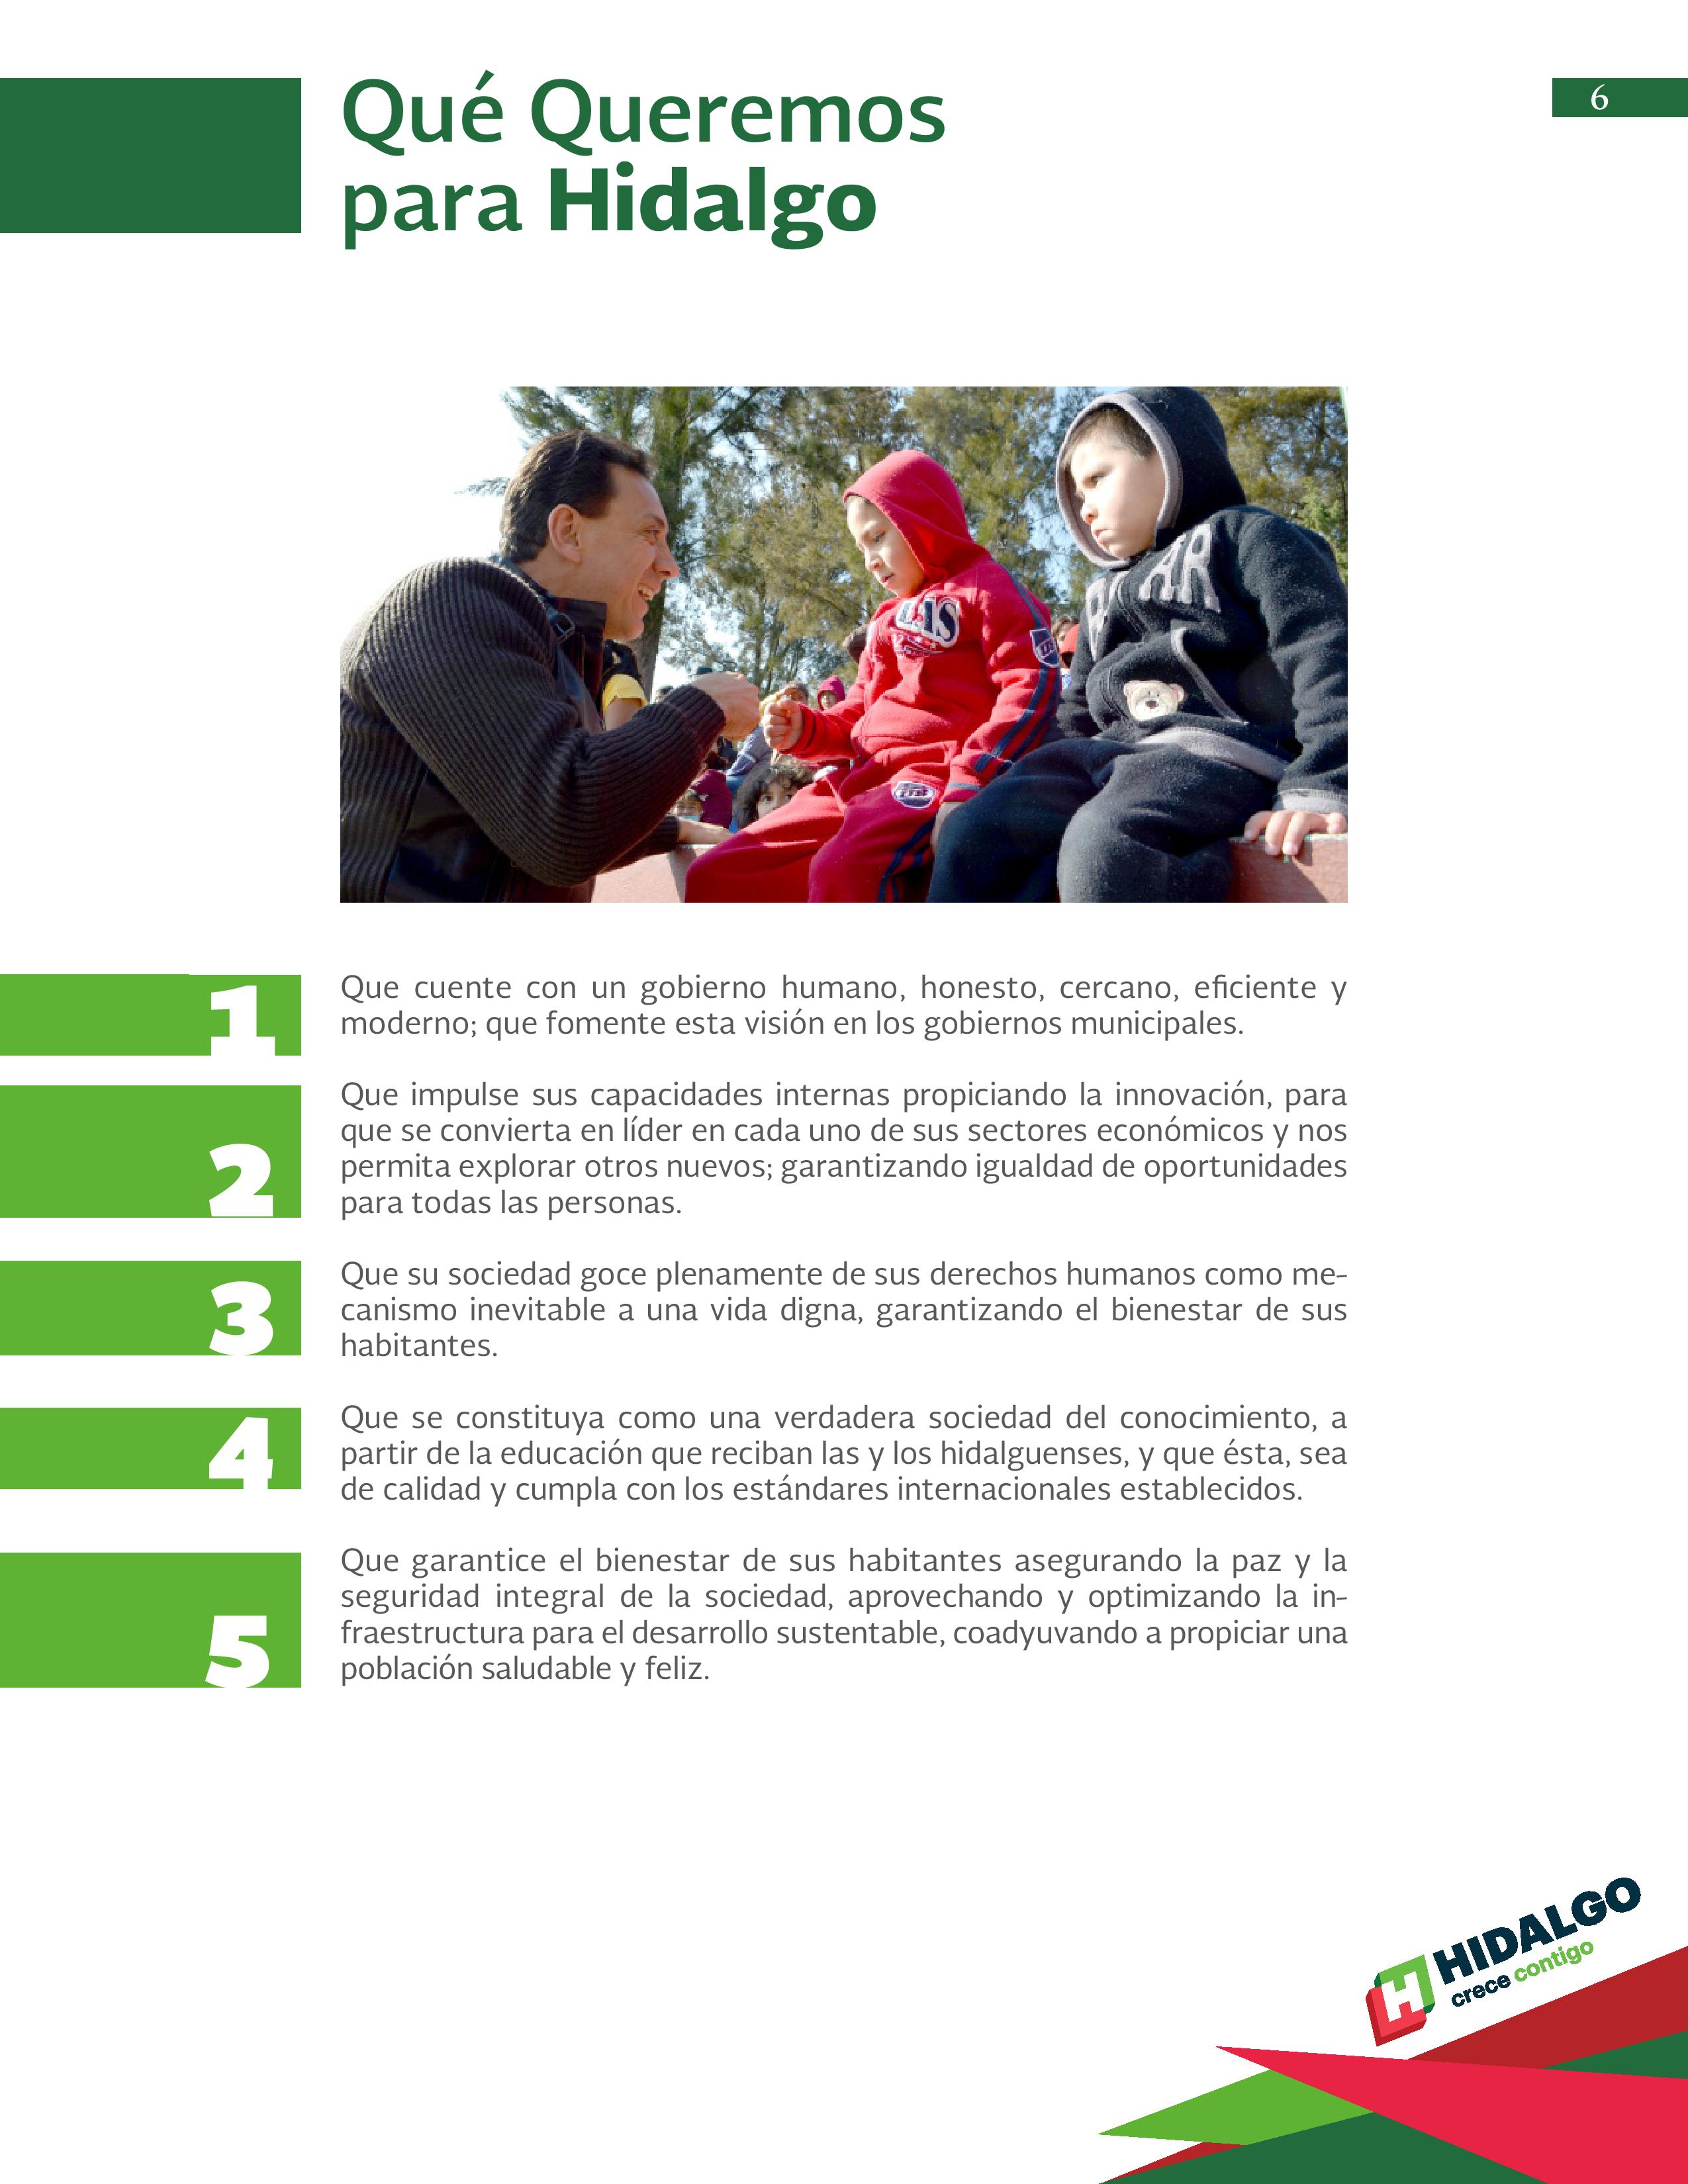 Qué Queremos
para Hidalgo
6
1
Que cuente con un gobierno humano, honesto, cercano, eficiente y
moderno; que fomente esta visión en los gobiernos municipales.
2
Que impulse sus capacidades internas propiciando la innovación, para
que se convierta en líder en cada uno de sus sectores económicos y nos
permita explorar otros nuevos; garantizando igualdad de oportunidades
para todas las personas.
3
Que su sociedad goce plenamente de sus derechos humanos como me-
canismo inevitable a una vida digna, garantizando el bienestar de sus
habitantes.
4
Que se constituya como una verdadera sociedad del conocimiento, a
partir de la educación que reciban las y los hidalguenses, y que ésta, sea
de calidad y cumpla con los estándares internacionales establecidos.
5
Que garantice el bienestar de sus habitantes asegurando la paz y la
seguridad integral de la sociedad, aprovechando y optimizando la in-
fraestructura para el desarrollo sustentable, coadyuvando a propiciar una
población saludable y feliz.
H HIDALGO
crece contigo